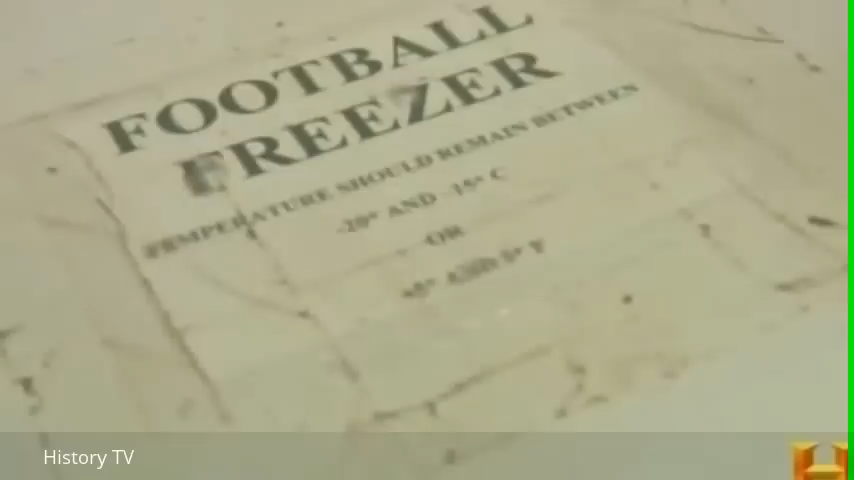 FOOTBALL
FREEZER
TEMPERATURE SHOULD REMAIN BETWEEN
-20° AND -15° C
OR
History TV
H